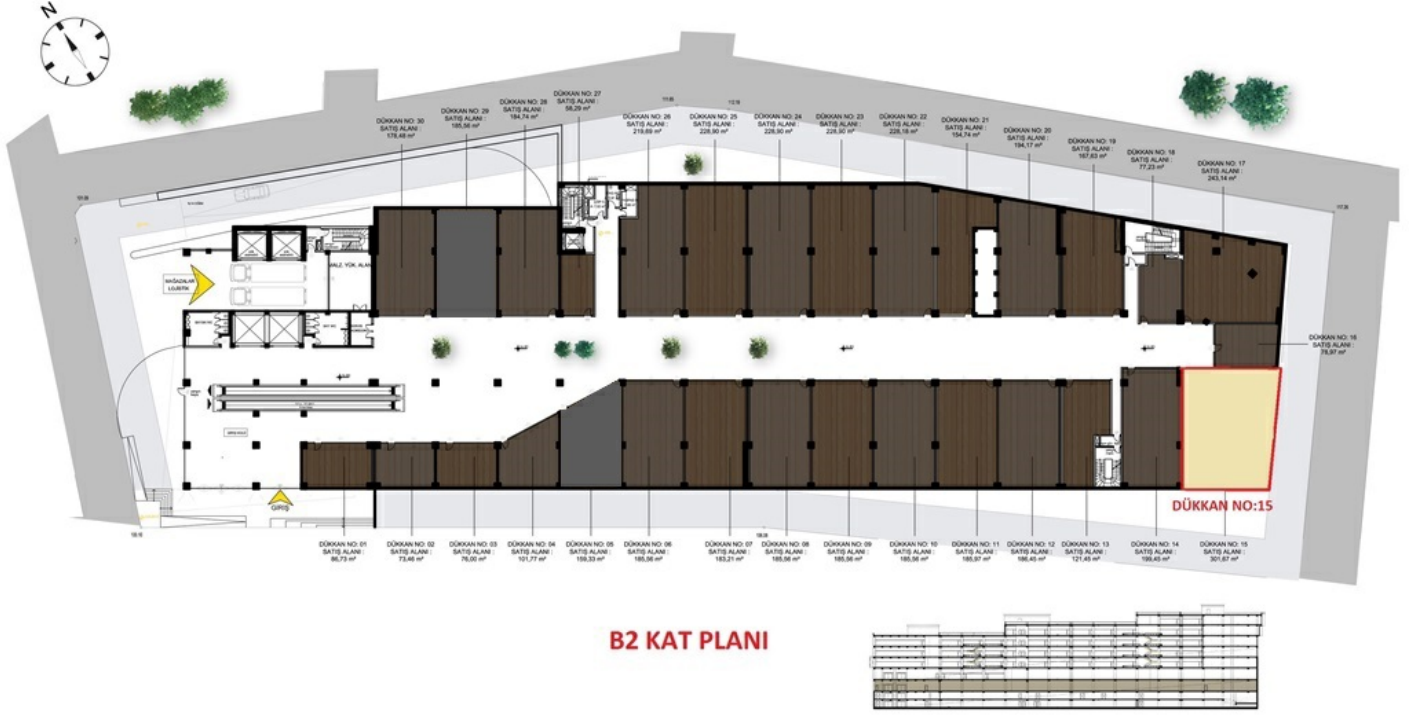 N
DÜKKAN NO: 30
SATIŞ ALANI :
178,48 m²
DÜKKAN NO: 29
SATIŞ ALANI :
185,56 m²
DÜKKAN NO: 28
SATIŞ ALANI :
184,74 m²
DÜKKAN NO: 27
SATIŞ ALANI :
58,29 m²
DÜKKAN NO: 26
SATIŞ ALANI :
219,69 m²
DÜKKAN NO: 25
SATIŞ ALANI :
228,90 m²
DÜKKAN NO: 24
SATIŞ ALANI :
228,90 m²
DÜKKAN NO: 23
SATIŞ ALANI :
228,90 m²
DÜKKAN NO: 22
SATIŞ ALANI :
228,18 m²
DÜKKAN NO: 21
SATIŞ ALANI :
154,74 m²
DÜKKAN NO: 20
SATIŞ ALANI :
194,17 m²
DÜKKAN NO: 19
SATIŞ ALANI :
167,63 m²
DÜKKAN NO: 18
SATIŞ ALANI :
77,23 m²
DÜKKAN NO: 17
SATIŞ ALANI :
243,14 m²
MAĞAZALAR
LOJİSTİK
MALZ. YÜK. ALANI
DÜKKAN NO: 16
SATIŞ ALANI :
78,97 m²
GİRİŞ
DÜKKAN NO:15
DÜKKAN NO: 01
SATIŞ ALANI :
86,73 m²
DÜKKAN NO: 02
SATIŞ ALANI :
73,46 m²
DÜKKAN NO: 03
SATIŞ ALANI :
76,00 m²
DÜKKAN NO: 04
SATIŞ ALANI :
101,77 m²
DÜKKAN NO: 05
SATIŞ ALANI :
159,33 m²
DÜKKAN NO: 06
SATIŞ ALANI :
185,56 m²
DÜKKAN NO: 07
SATIŞ ALANI :
183,21 m²
DÜKKAN NO: 08
SATIŞ ALANI :
185,56 m²
DÜKKAN NO: 09
SATIŞ ALANI :
185,56 m²
DÜKKAN NO: 10
SATIŞ ALANI :
185,56 m²
DÜKKAN NO: 11
SATIŞ ALANI :
185,97 m²
DÜKKAN NO: 12
SATIŞ ALANI :
186,45 m²
DÜKKAN NO: 13
SATIŞ ALANI :
121,45 m²
DÜKKAN NO: 14
SATIŞ ALANI :
199,45 m²
DÜKKAN NO: 15
SATIŞ ALANI :
301,67 m²
B2 KAT PLANI